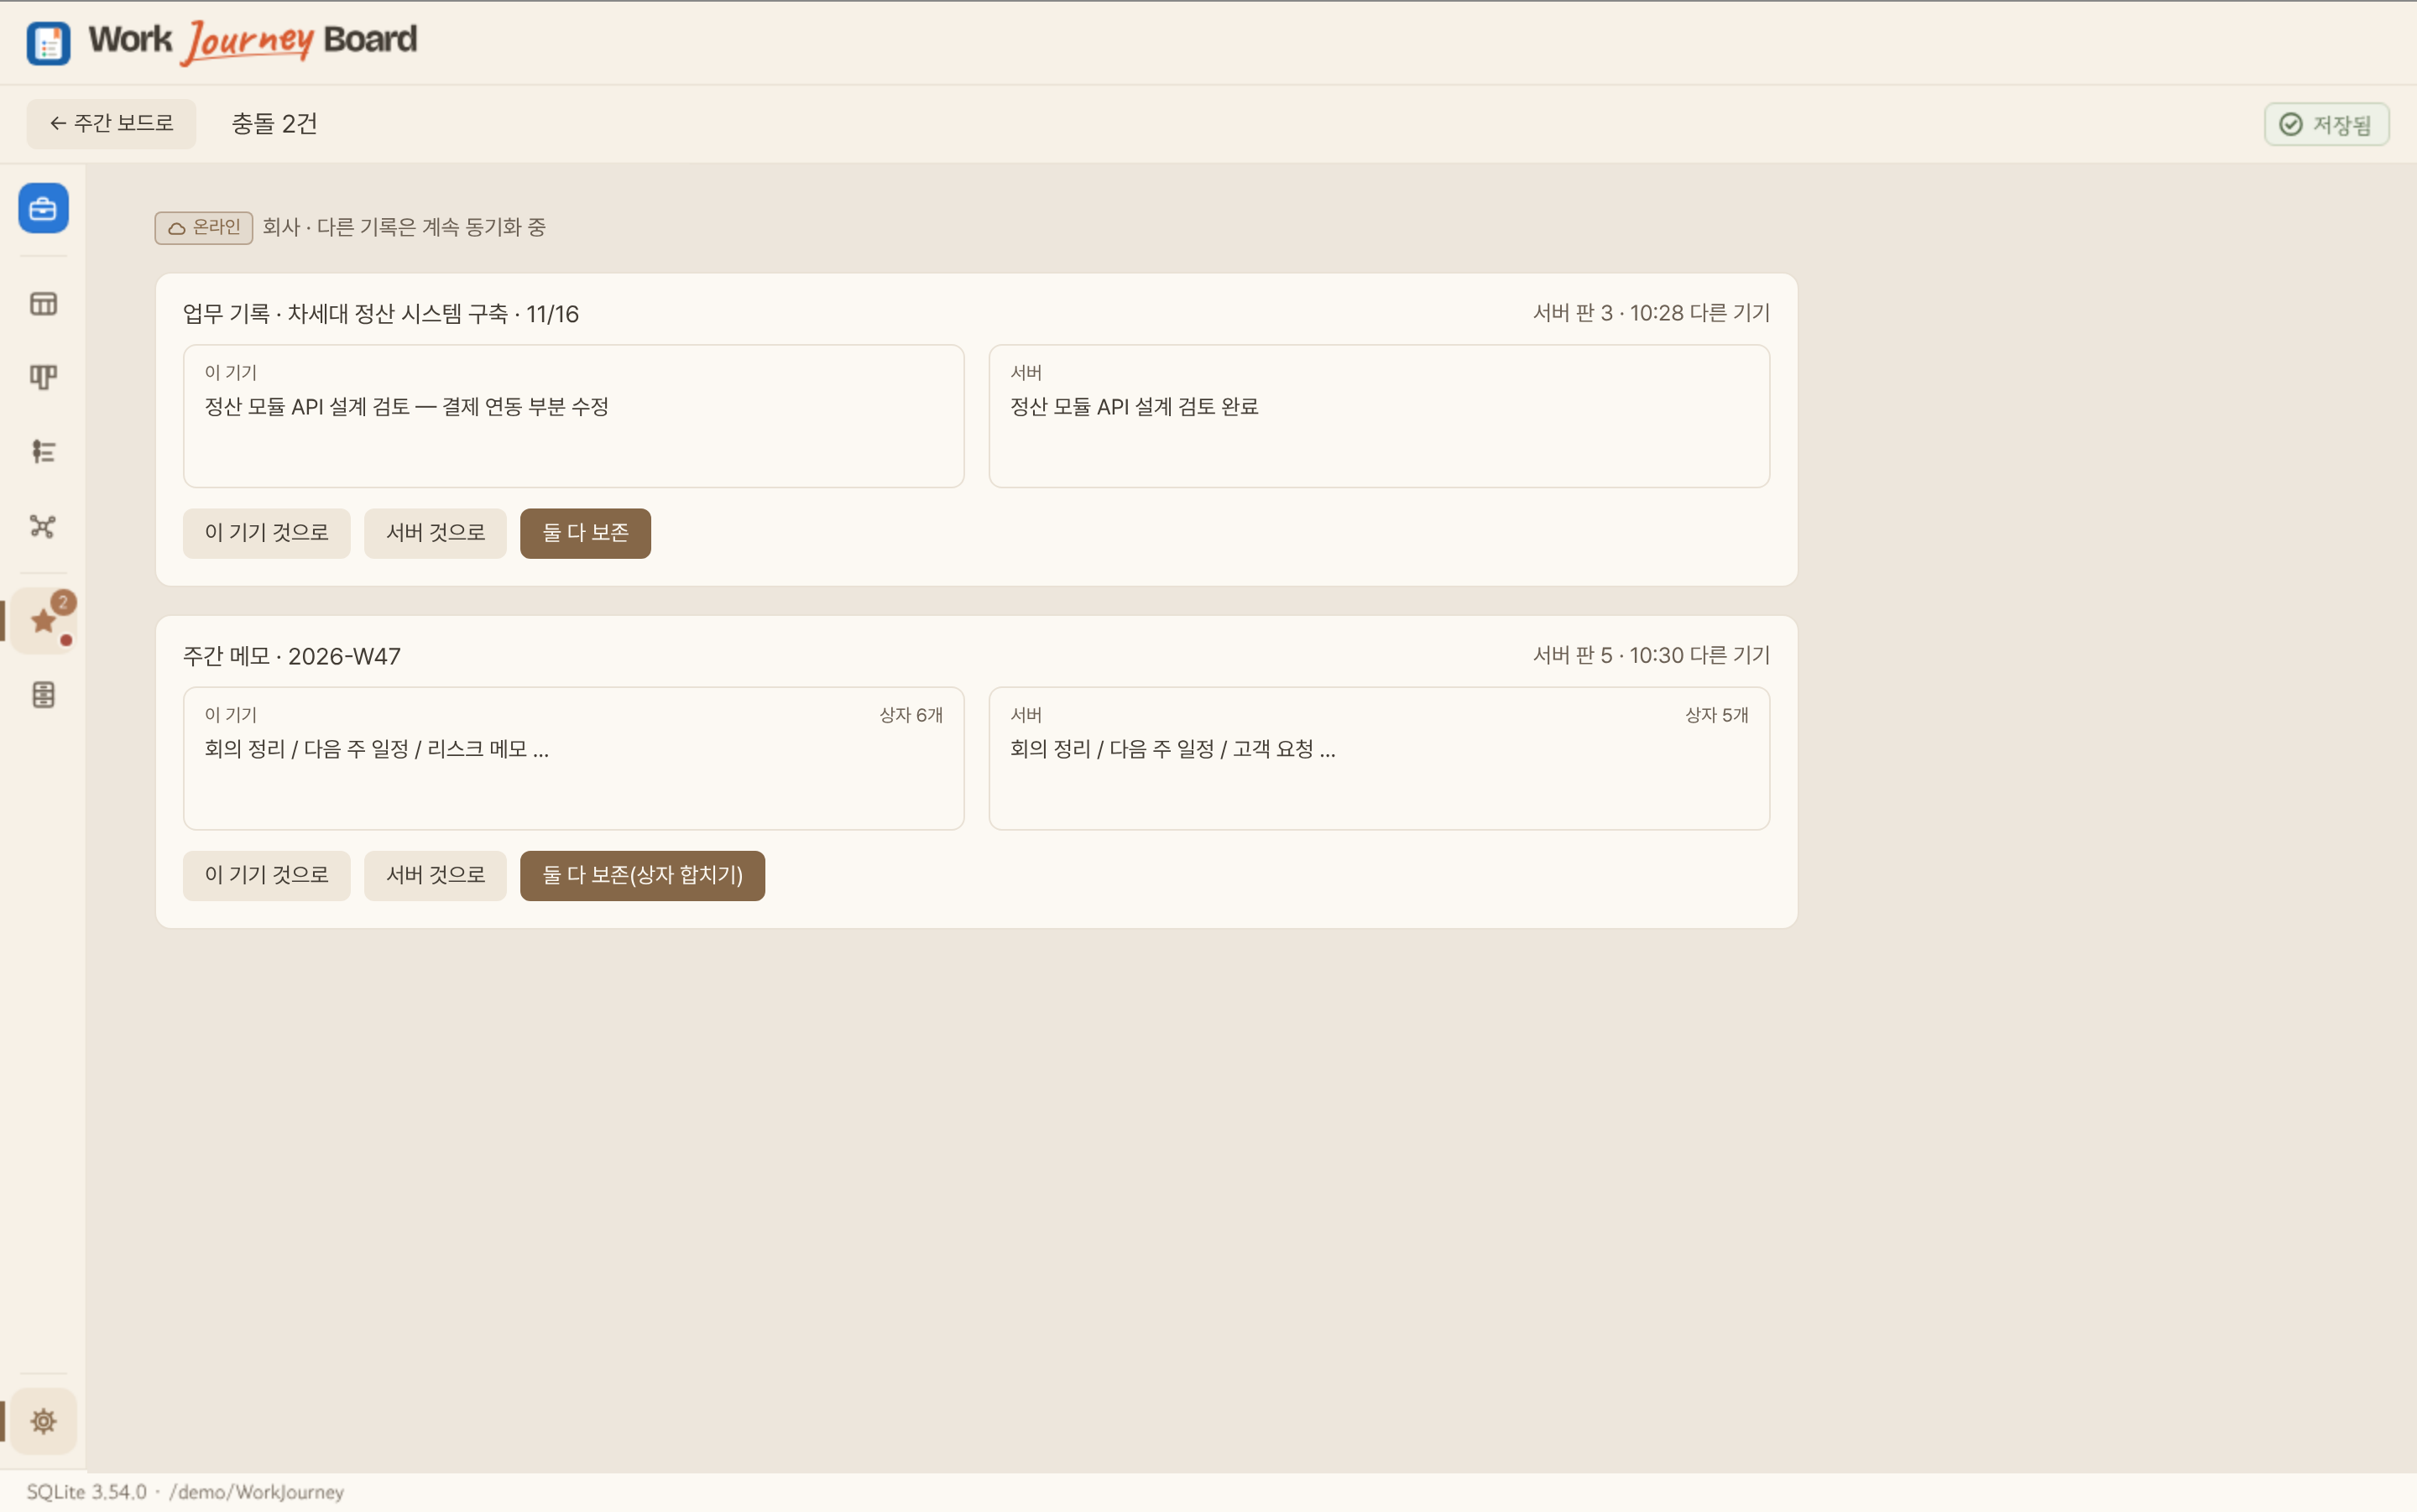 Work Journey Board
← 주간 보드로
충돌 2건
저장됨
온라인 회사 · 다른 기록은 계속 동기화 중
업무 기록 · 차세대 정산 시스템 구축 · 11/16
서버 판 3 · 10:28 다른 기기
이 기기
정산 모듈 API 설계 검토 — 결제 연동 부분 수정
서버
정산 모듈 API 설계 검토 완료
이 기기 것으로
서버 것으로
둘 다 보존
2
주간 메모 · 2026-W47
서버 판 5 · 10:30 다른 기기
이 기기
상자 6개
회의 정리 / 다음 주 일정 / 리스크 메모 ...
서버
상자 5개
회의 정리 / 다음 주 일정 / 고객 요청 ...
이 기기 것으로
서버 것으로
둘 다 보존(상자 합치기)
SQLite 3.54.0 · /demo/WorkJourney